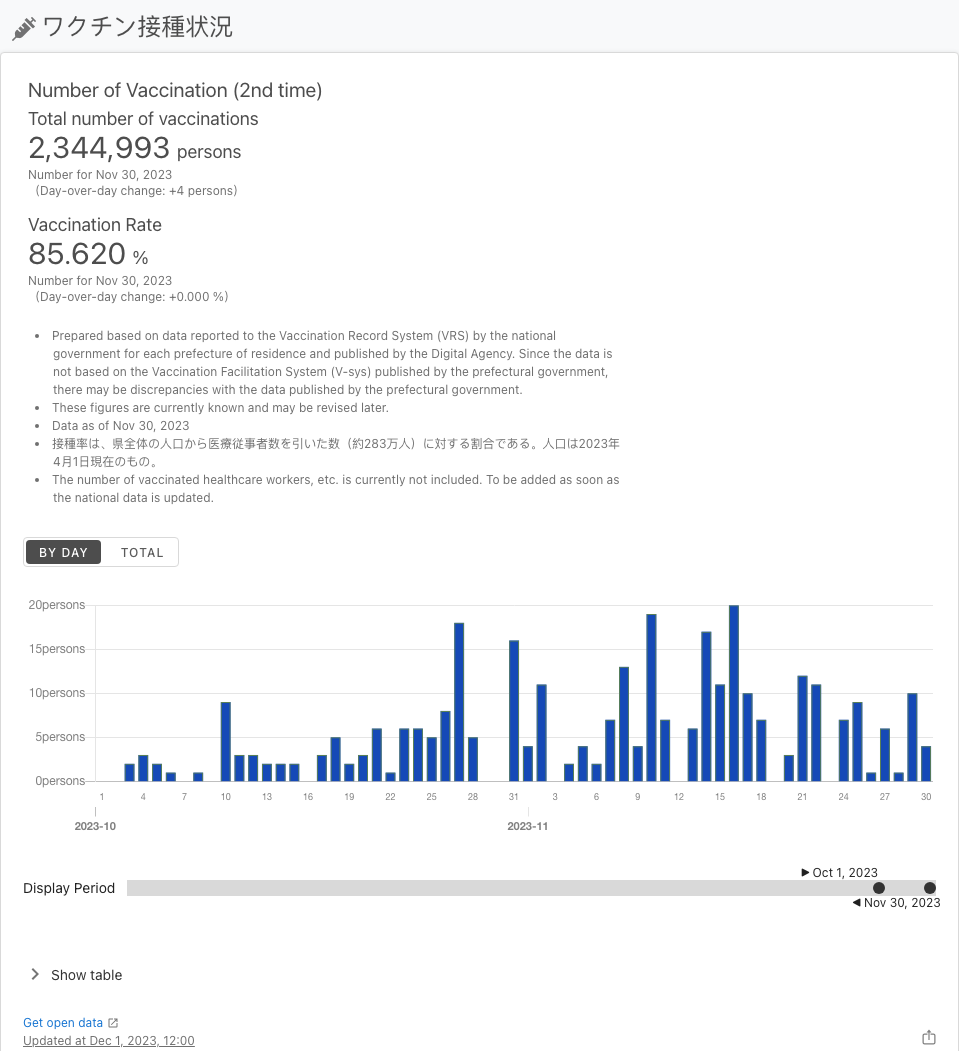 ワクチン接種状況
Number of Vaccination (2nd time)
Total number of vaccinations
2,344,993 persons
Number for Nov 30, 2023
(Day-over-day change: +4 persons)
Vaccination Rate
85.620 %
Number for Nov 30, 2023
(Day-over-day change: +0.000 %)
• Prepared based on data reported to the Vaccination Record System (VRS) by the national
government for each prefecture of residence and published by the Digital Agency. Since the data is
not based on the Vaccination Facilitation System (V-sys) published by the prefectural government,
there may be discrepancies with the data published by the prefectural government.
• These figures are currently known and may be revised later.
• Data as of Nov 30, 2023
• 接種率は、県全体の人口から医療従事者数を引いた数（約283万人）に対する割合である。人口は2023年
4月1日現在のもの。
• The number of vaccinated healthcare workers, etc. is currently not included. To be added as soon as
the national data is updated.
BY DAY TOTAL
20persons
15persons
10persons
5persons
0persons
1 4 7 10 13 16 19 22 25 28 31 3 6 9 12 15 18 21 24 27 30
2023-10 2023-11
Oct 1, 2023
Display Period
Nov 30, 2023
Show table
Get open data
Updated at Dec 1, 2023, 12:00